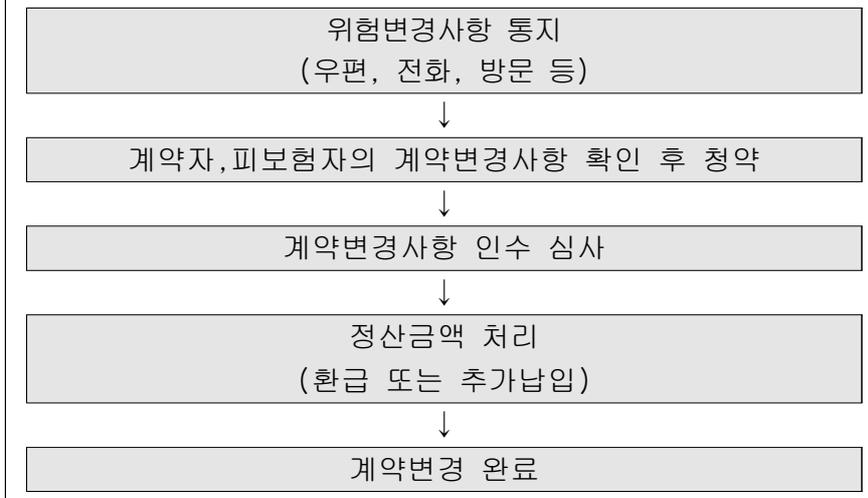 위험변경사항 통지
(우편, 전화, 방문 등)
↓
계약자,피보험자의 계약변경사항 확인 후 청약
↓
계약변경사항 인수 심사
↓
정산금액 처리
(환급 또는 추가납입)
↓
계약변경 완료